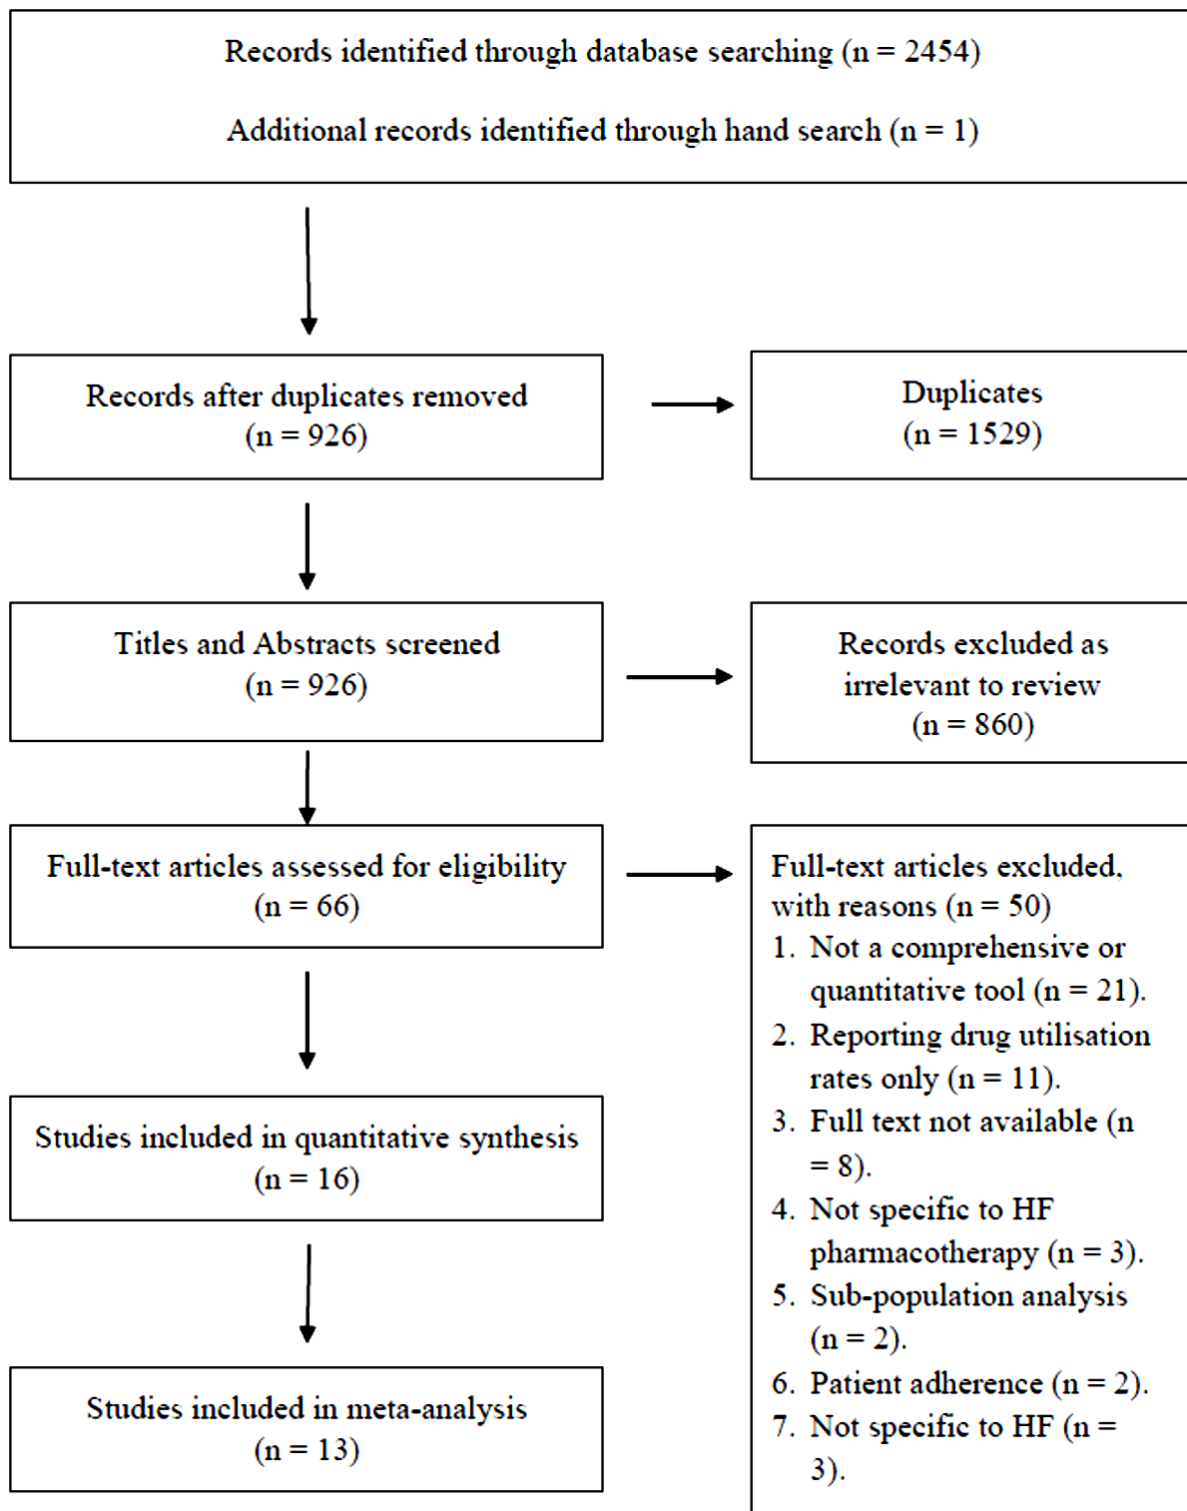 Records identified through database searching (n = 2454)
Additional records identified through hand search (n = 1)
Records after duplicates removed
(n = 926)
Duplicates
(n = 1529)
Titles and Abstracts screened
(n = 926)
Records excluded as
irrelevant to review
(n = 860)
Full-text articles assessed for eligibility
(n = 66)
Full-text articles excluded,
with reasons (n = 50)
1. Not a comprehensive or
quantitative tool (n = 21).
2. Reporting drug utilisation
rates only (n = 11).
3. Full text not available (n
= 8).
4. Not specific to HF
pharmacotherapy (n = 3).
5. Sub-population analysis
(n = 2).
6. Patient adherence (n = 2).
7. Not specific to HF (n =
3).
Studies included in quantitative synthesis
(n = 16)
Studies included in meta-analysis
(n = 13)